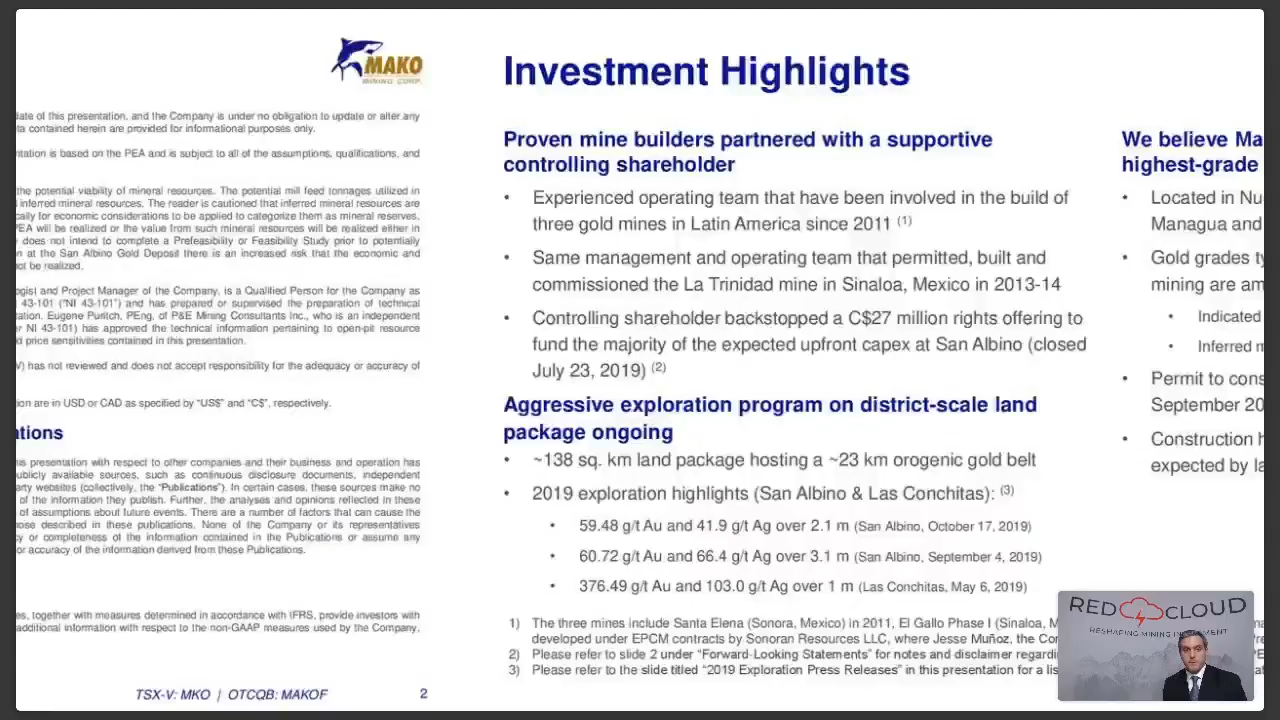 MAKO
MINING CORP.
date of this presentation, and the Company is under no obligation to update or alter any
contained herein are provided for informational purposes only.
is based on the PEA and is subject to all of the assumptions, qualifications, and
the potential viability of mineral resources. The potential mill feed tonnages utilized in
inferred mineral resources. The reader is cautioned that inferred mineral resources are
for economic considerations to be applied to categorize them as mineral reserves.
PEA will be realized or the value from such mineral resources will be realized either in
does not intend to complete a Prefeasibility or Feasibility Study prior to potentially
at the San Albino Gold Deposit there is an increased risk that the economic and
not be realized.
and Project Manager of the Company, is a Qualified Person for the Company as
43-101 ("NI 43-101") and has prepared or supervised the preparation of technical
Eugene Puritch, PEng, of P&E Mining Consultants Inc., who is an independent
NI 43-101) has approved the technical information pertaining to open-pit resource
price sensitivities contained in this presentation.
V) has not reviewed and does not accept responsibility for the adequacy or accuracy of
are in USD or CAD as specified by "US$" and "C$", respectively.
ations
this presentation with respect to other companies and their business and operation has
publicly available sources, such as continuous disclosure documents, independent
party websites (collectively, the "Publications"). In certain cases, these sources make no
of the information they publish. Further, the analyses and opinions reflected in these
of assumptions about future events. There are a number of factors that can cause the
those described in these publications. None of the Company or its representatives
or completeness of the information contained in the Publications or assume any
or accuracy of the information derived from these Publications.
together with measures determined in accordance with IFRS, provide investors with
additional information with respect to the non-GAAP measures used by the Company,
TSX-V: MKO | OTCQB: MAKOF 2
Investment Highlights
Proven mine builders partnered with a supportive
controlling shareholder
• Experienced operating team that have been involved in the build of
three gold mines in Latin America since 2011 (1)
• Same management and operating team that permitted, built and
commissioned the La Trinidad mine in Sinaloa, Mexico in 2013-14
• Controlling shareholder backstopped a C$27 million rights offering to
fund the majority of the expected upfront capex at San Albino (closed
July 23, 2019) (2)
Aggressive exploration program on district-scale land
package ongoing
• ~138 sq. km land package hosting a ~23 km orogenic gold belt
• 2019 exploration highlights (San Albino & Las Conchitas): (3)
• 59.48 g/t Au and 41.9 g/t Ag over 2.1 m (San Albino, October 17, 2019)
• 60.72 g/t Au and 66.4 g/t Ag over 3.1 m (San Albino, September 4, 2019)
• 376.49 g/t Au and 103.0 g/t Ag over 1 m (Las Conchitas, May 6, 2019)
1) The three mines include Santa Elena (Sonora, Mexico) in 2011, El Gallo Phase I (Sinaloa, M
developed under EPCM contracts by Sonoran Resources LLC, where Jesse Muñoz, the Cor
2) Please refer to slide 2 under "Forward-Looking Statements" for notes and disclaimer regardi
3) Please refer to the slide titled "2019 Exploration Press Releases" in this presentation for a lis
We believe Ma
highest-grade
• Located in Nu
Managua and
• Gold grades ty
mining are am
• Indicated
• Inferred m
• Permit to cons
September 20
• Construction h
expected by la
RED CLOUD
RESHAPING MINING INVESTMENT